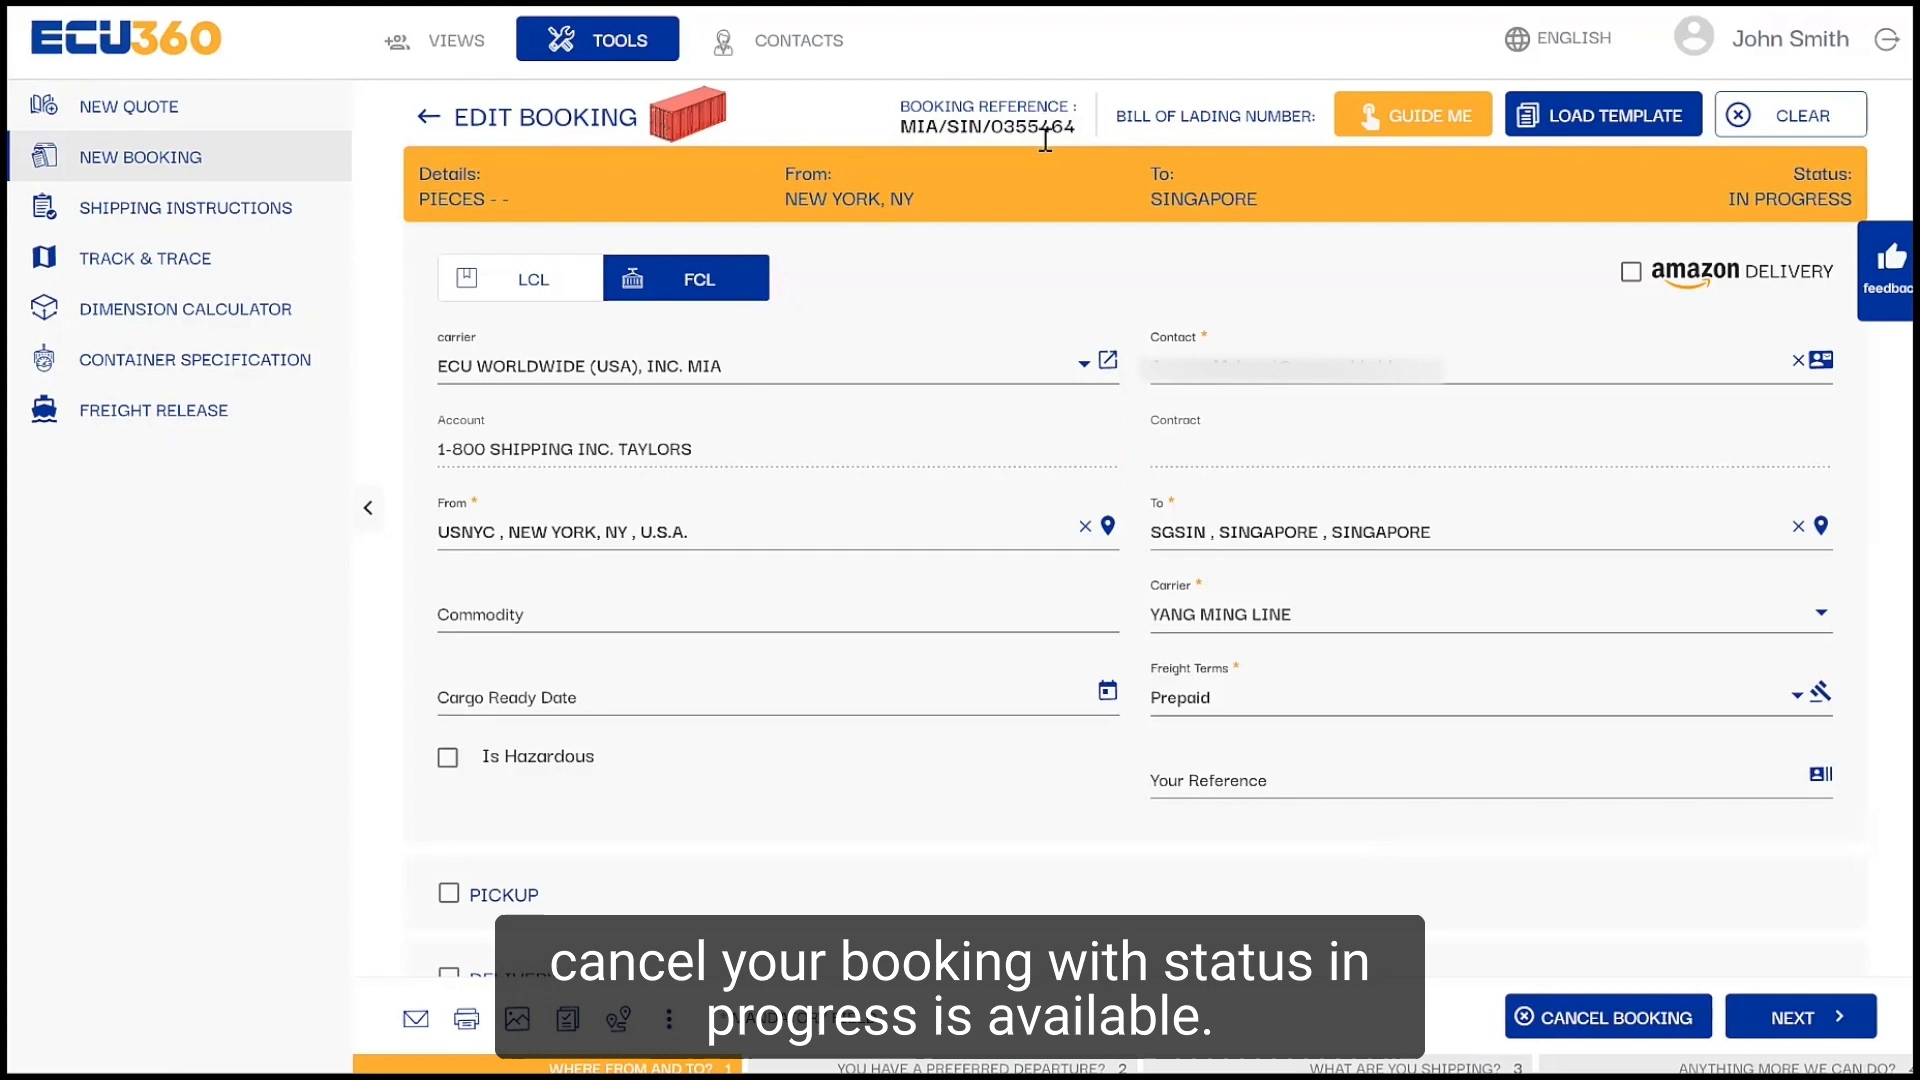 ECU360
VIEWS
TOOLS
CONTACTS
ENGLISH
John Smith
NEW QUOTE
NEW BOOKING
SHIPPING INSTRUCTIONS
TRACK & TRACE
DIMENSION CALCULATOR
CONTAINER SPECIFICATION
FREIGHT RELEASE
EDIT BOOKING
BOOKING REFERENCE :
MIA/SIN/0355464
BILL OF LADING NUMBER:
GUIDE ME
LOAD TEMPLATE
CLEAR
Details:
PIECES - -
From:
NEW YORK, NY
To:
SINGAPORE
Status:
IN PROGRESS
feedbac
LCL
FCL
amazon DELIVERY
carrier
ECU WORLDWIDE (USA), INC. MIA
Contact *
Account
1-800 SHIPPING INC. TAYLORS
Contract
From *
USNYC , NEW YORK, NY , U.S.A.
To *
SGSIN , SINGAPORE , SINGAPORE
Commodity
Carrier *
YANG MING LINE
Cargo Ready Date
Freight Terms *
Prepaid
Is Hazardous
Your Reference
PICKUP
DELIVERY
cancel your booking with status in
progress is available.
CANCEL BOOKING
NEXT
WHERE FROM AND TO? 1
YOU HAVE A PREFERRED DEPARTURE? 2
WHAT ARE YOU SHIPPING? 3
ANYTHING MORE WE CAN DO?